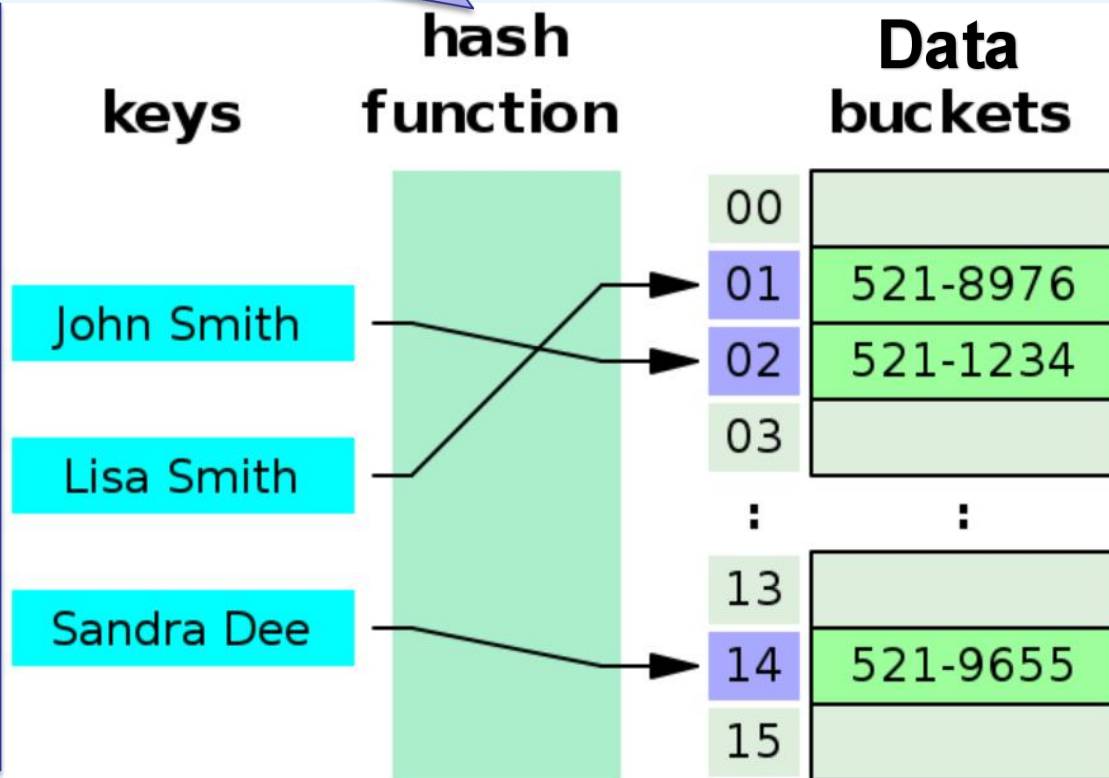 hash
Data
keys
function
buckets
00
01
521-8976
John Smith
02
521-1234
03
Lisa Smith
:
:
13
Sandra Dee
14
521-9655
15